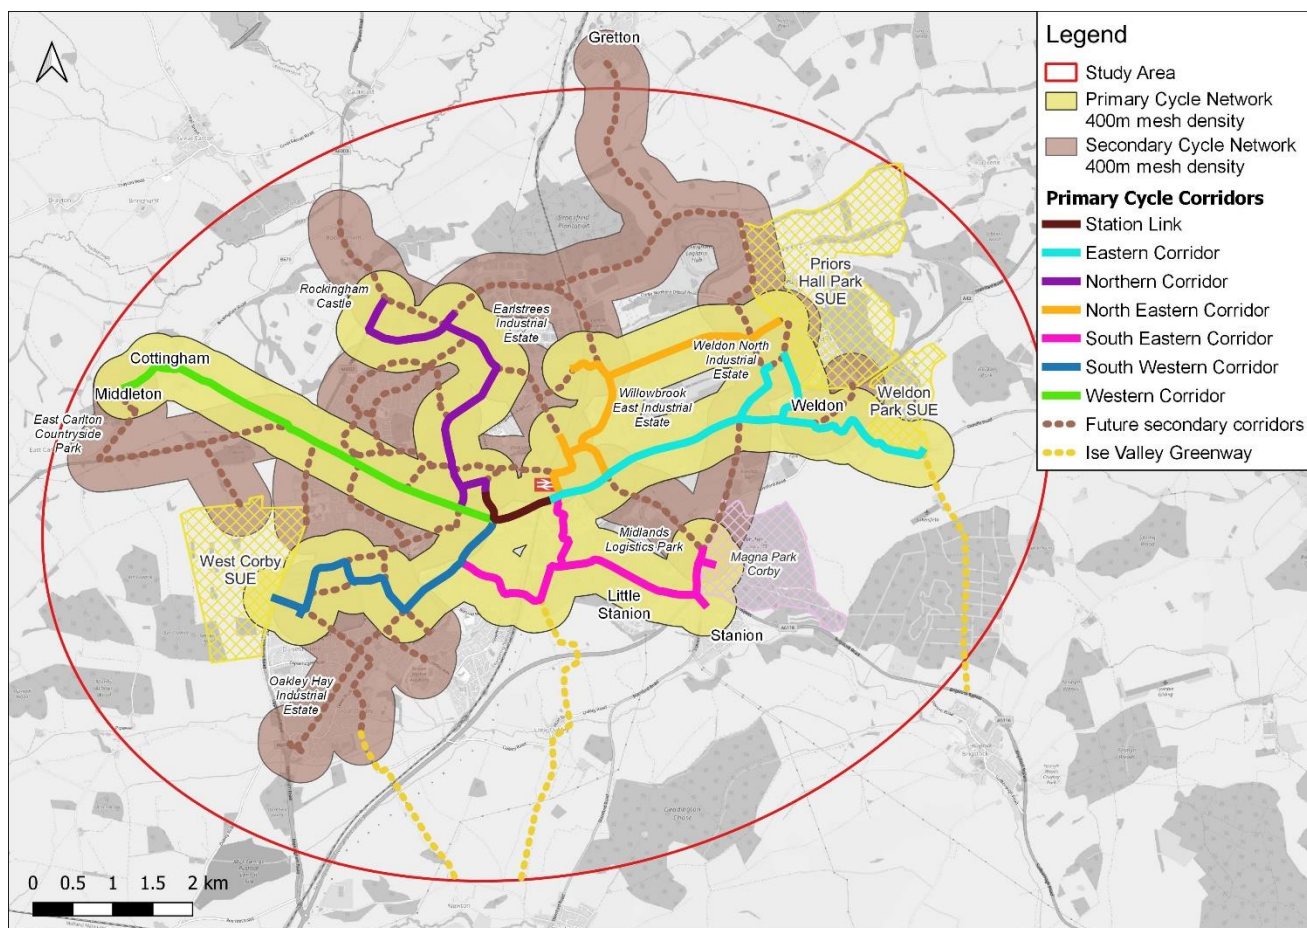 Gretton
Rockingham
Castle
Earlstrees
Industrial
Estate
Priors
Hall Park
SUE
Cottingham
Middleton
Weldon North
Industrial
Estate
East Carlton
Countryside
Park
Willowbrook
East Industrial
Estate
Weldon
Weldon
Park SUE
West Corby
SUE
Midlands
Logistics Park
Magna Park
Corby
Little
Stanion
Stanion
Oakley Hay
Industrial
Estate
0 0.5 1 1.5 2 km
Legend
Study Area
Primary Cycle Network
400m mesh density
Secondary Cycle Network
400m mesh density
Primary Cycle Corridors
Station Link
Eastern Corridor
Northern Corridor
North Eastern Corridor
South Eastern Corridor
South Western Corridor
Western Corridor
Future secondary corridors
Ise Valley Greenway